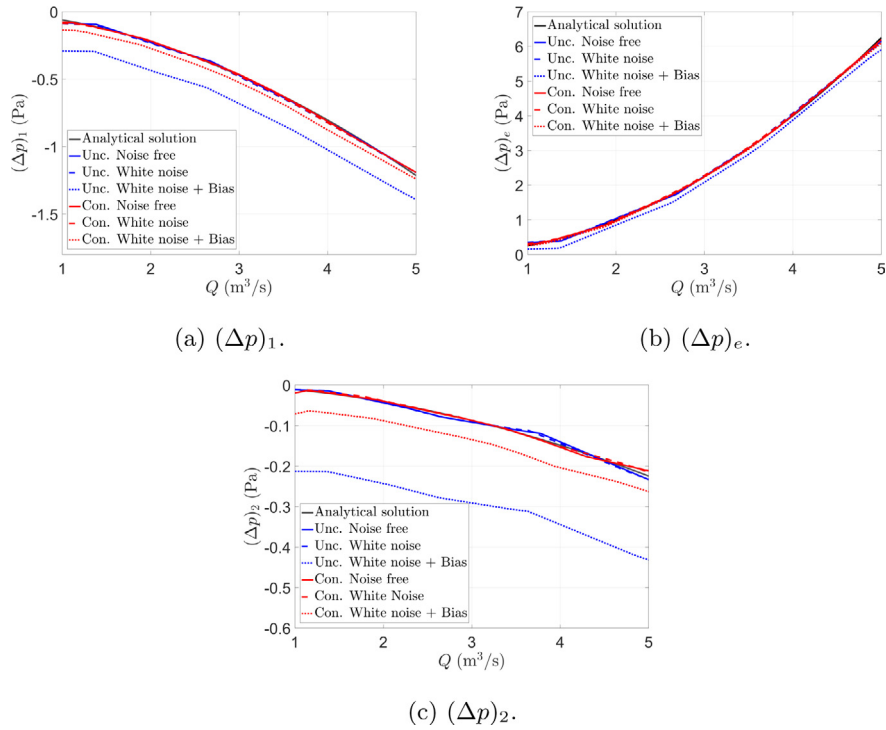 0
-0.5
-1
-1.5
(Δp)₁ (Pa)
Analytical solution
Unc. Noise free
Unc. White noise
Unc. White noise + Bias
Con. Noise free
Con. White noise
Con. White noise + Bias
1 2 3 4 5
Q (m³/s)
(a) (Δp)₁.
7
6
5
4
3
2
1
0
(Δp)ₑ (Pa)
Analytical solution
Unc. Noise free
Unc. White noise
Unc. White noise + Bias
Con. Noise free
Con. White noise
Con. White noise + Bias
1 2 3 4 5
Q (m³/s)
(b) (Δp)ₑ.
0
-0.1
-0.2
-0.3
-0.4
-0.5
-0.6
(Δp)₂ (Pa)
Analytical solution
Unc. Noise free
Unc. White noise
Unc. White noise + Bias
Con. Noise free
Con. White Noise
Con. White noise + Bias
1 2 3 4 5
Q (m³/s)
(c) (Δp)₂.